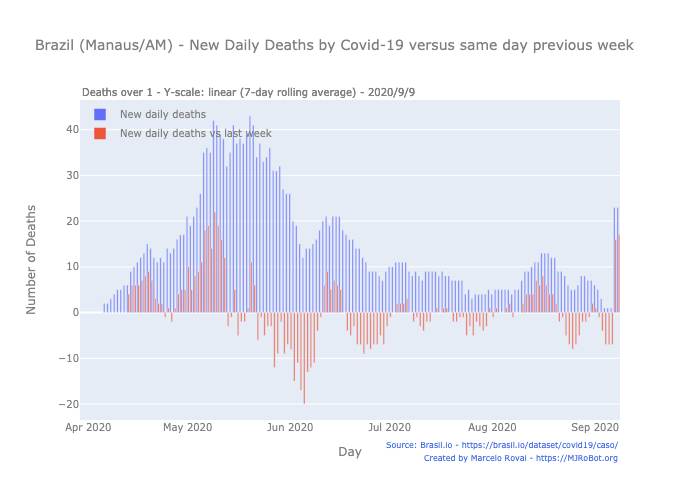 Brazil (Manaus/AM) - New Daily Deaths by Covid-19 versus same day previous week
Deaths over 1 - Y-scale: linear (7-day rolling average) - 2020/9/9
New daily deaths
New daily deaths vs last week
40
30
20
10
0
−10
−20
Number of Deaths
Apr 2020
May 2020
Jun 2020
Jul 2020
Aug 2020
Sep 2020
Day
Source: Brasil.io - https://brasil.io/dataset/covid19/caso/
Created by Marcelo Rovai - https://MJRoBot.org